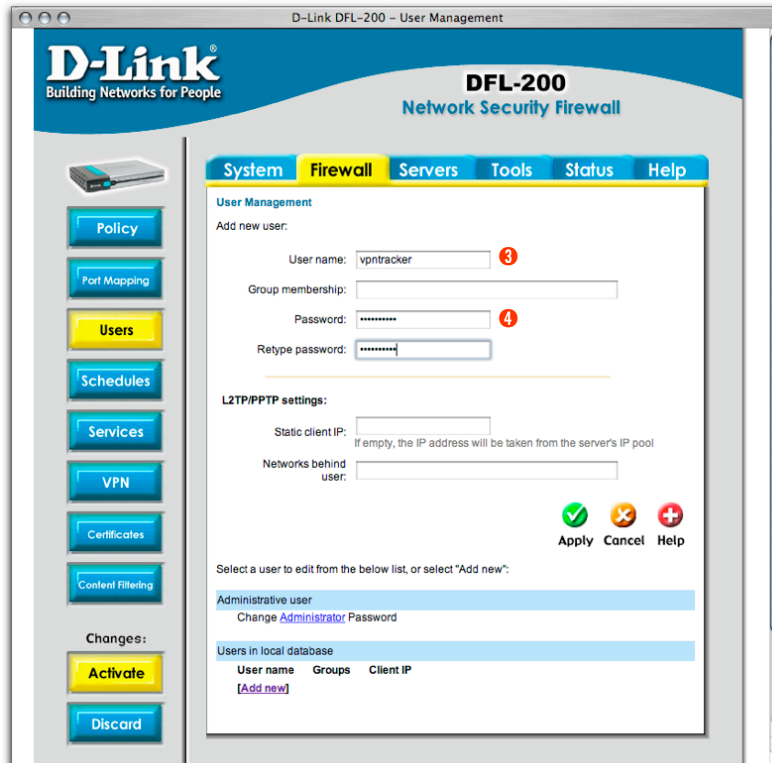 D-Link DFL-200 – User Management
D-Link®
Building Networks for People
DFL-200
Network Security Firewall
System Firewall Servers Tools Status Help
Policy
Port Mapping
Users
Schedules
Services
VPN
Certificates
Content Filtering
Changes:
Activate
Discard
User Management
Add new user:
User name: vpntracker 3
Group membership:
Password: •••••••••• 4
Retype password: ••••••••••
L2TP/PPTP settings:
Static client IP:
If empty, the IP address will be taken from the server's IP pool
Networks behind
user:
Apply Cancel Help
Select a user to edit from the below list, or select "Add new":
Administrative user
Change Administrator Password
Users in local database
User name Groups Client IP
[Add new]